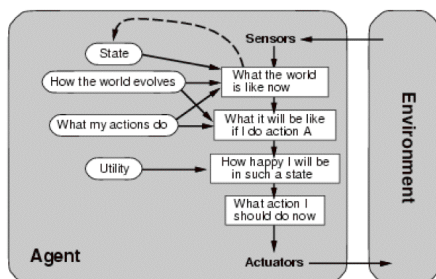 Sensors
State
How the world evolves
What the world
is like now
What my actions do
What it will be like
if I do action A
Utility
How happy I will be
in such a state
What action I
should do now
Agent
Actuators
Environment